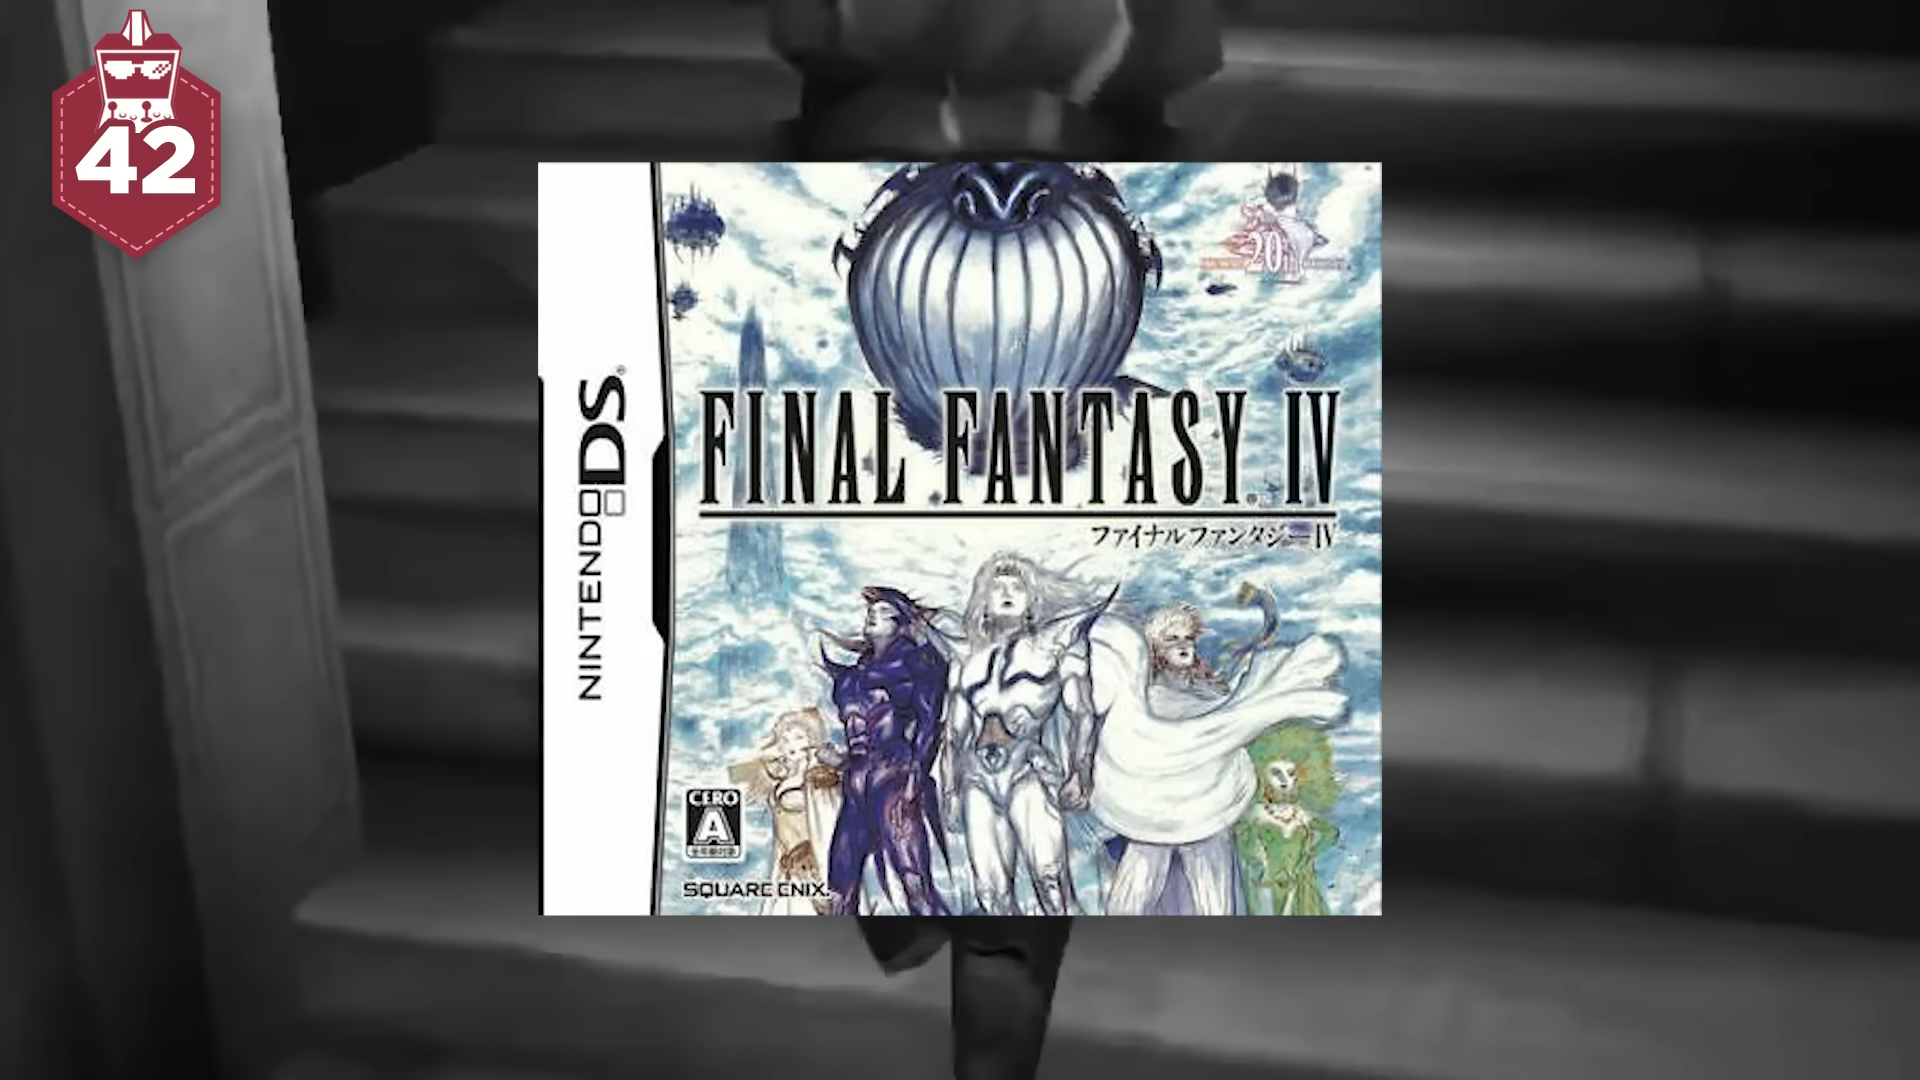 42
NINTENDO DS
20th
FINAL FANTASY IV
ファイナルファンタジーIV
CERO
A
SQUARE ENIX.